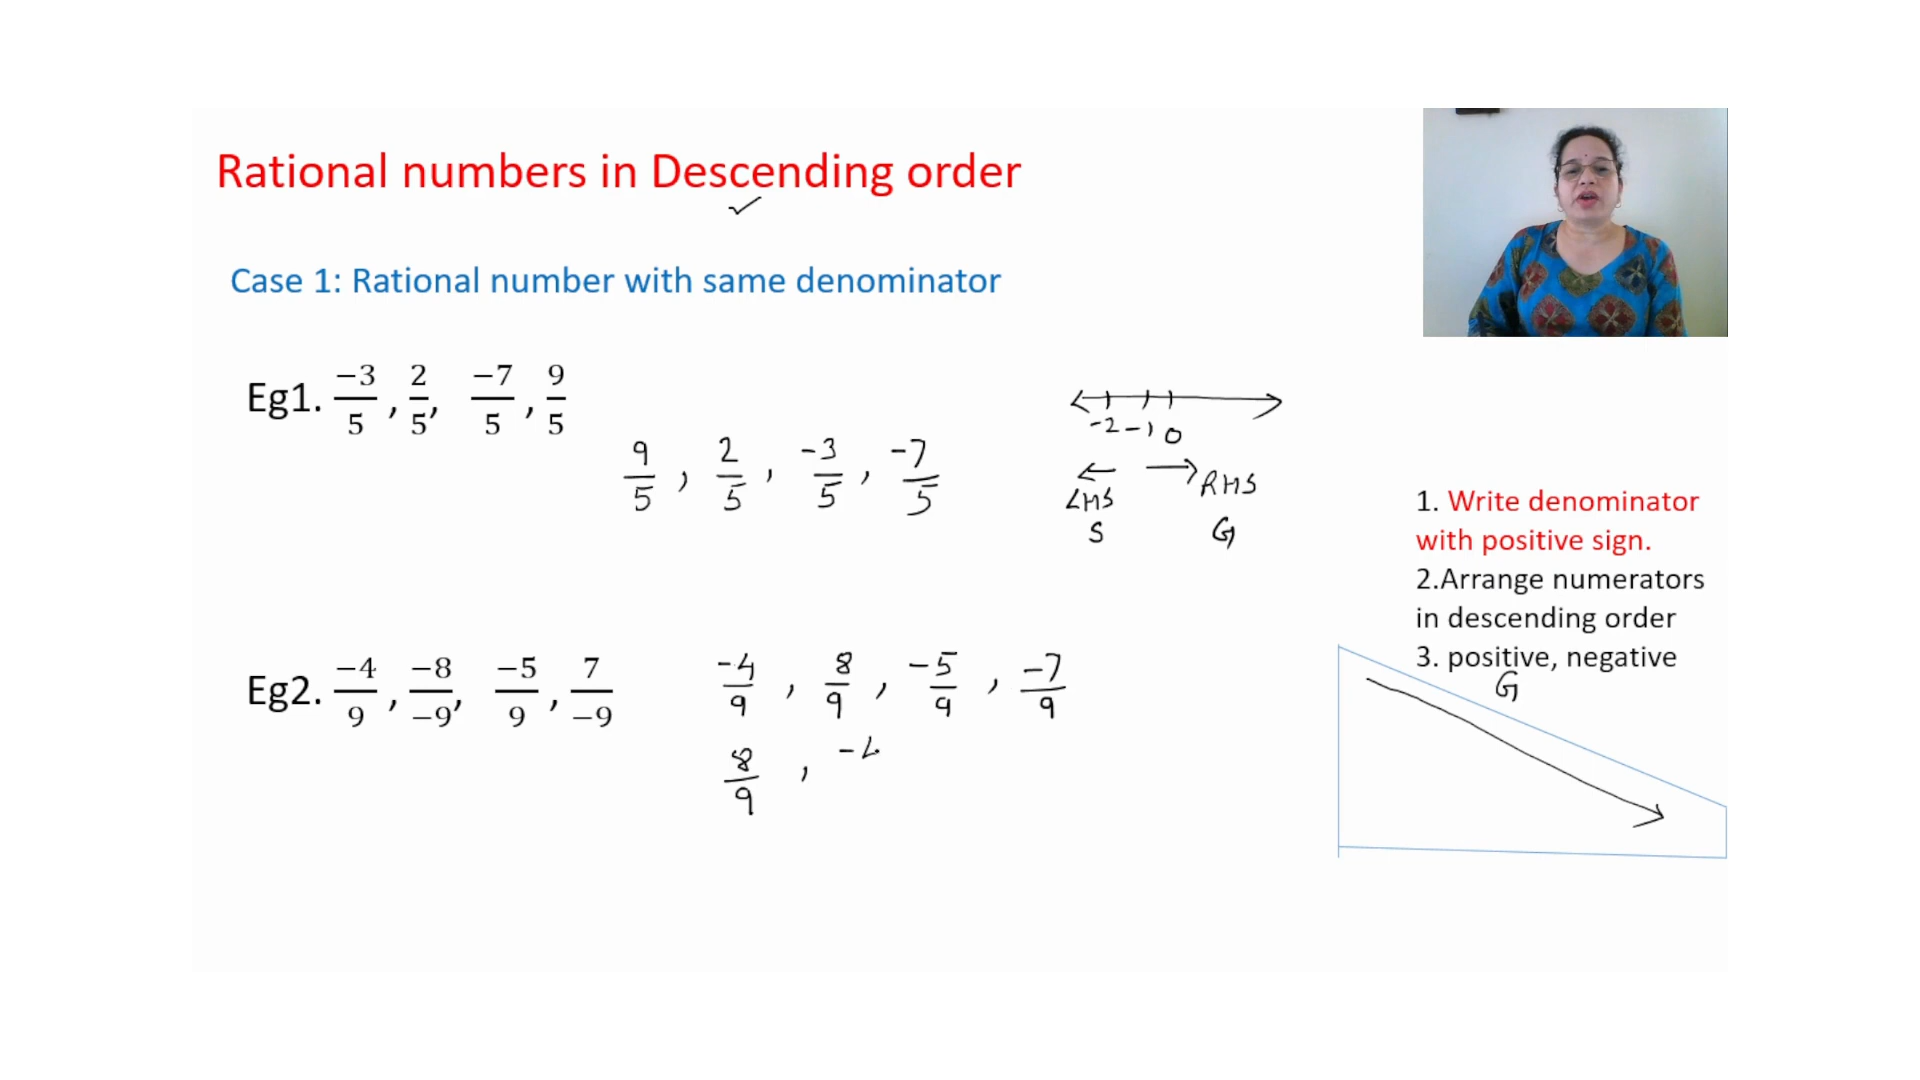 Rational numbers in Descending order
Case 1: Rational number with same denominator
Eg1. −3/5 , 2/5, −7/5 , 9/5
9/5 , 2/5 , -3/5 , -7/5
-2 -1 0
LHS RHS
S G
1. Write denominator
with positive sign.
2.Arrange numerators
in descending order
3. positive, negative
G
Eg2. −4/9 , −8/−9, −5/9 , 7/−9
-4/9 , 8/9 , -5/9 , -7/9
8/9 , -4